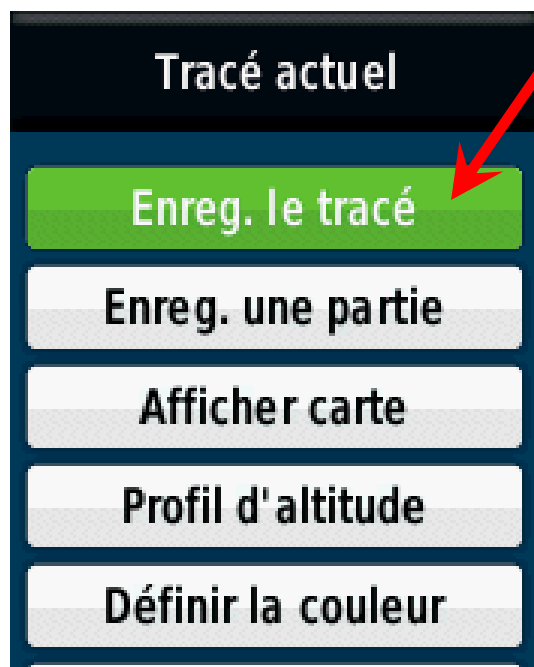 Tracé actuel
Enreg. le tracé
Enreg. une partie
Afficher carte
Profil d'altitude
Définir la couleur